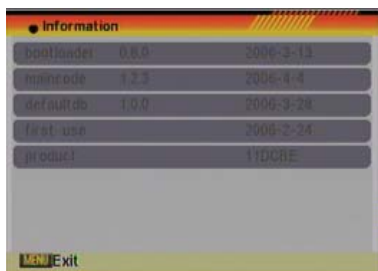 Information
bootloader 0.6.0 2006-3-13
maincode 1.2.3 2006-4-4
defaultdb 1.0.0 2006-3-28
first use 2006-2-24
product 11DCBE
MENU Exit